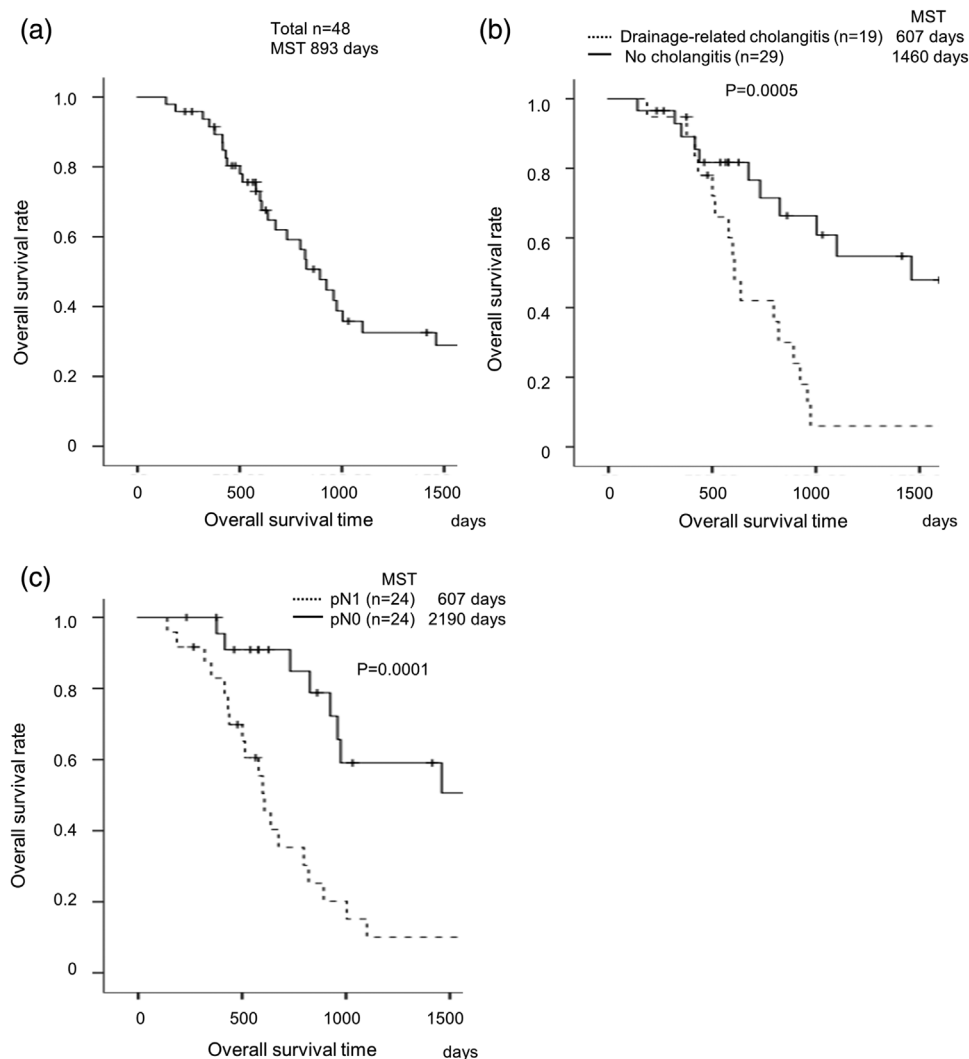 (a)
Total n=48
MST 893 days
1.0
0.8
0.6
0.4
0.2
0
Overall survival rate
0 500 1000 1500
Overall survival time days
(b)
MST
Drainage-related cholangitis (n=19) 607 days
No cholangitis (n=29) 1460 days
P=0.0005
1.0
0.8
0.6
0.4
0.2
0
Overall survival rate
0 500 1000 1500
Overall survival time days
(c)
MST
pN1 (n=24) 607 days
pN0 (n=24) 2190 days
P=0.0001
1.0
0.8
0.6
0.4
0.2
0
Overall survival rate
0 500 1000 1500
Overall survival time days